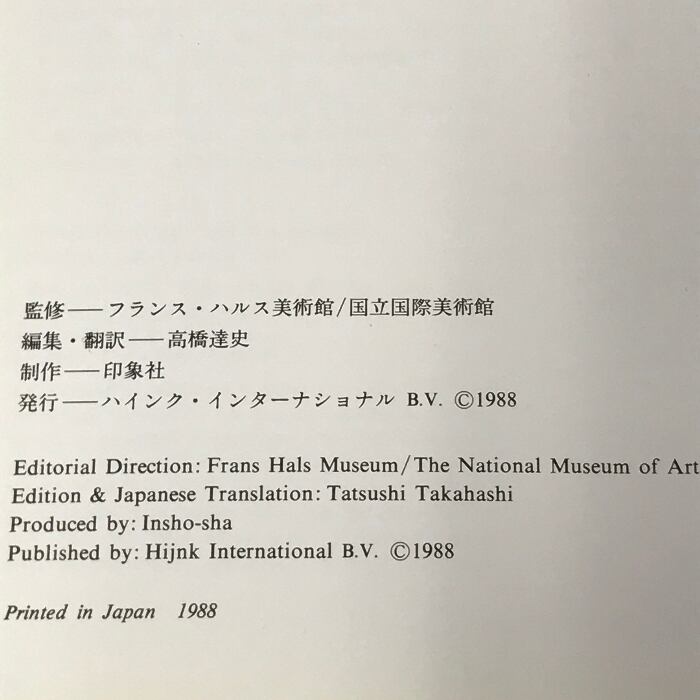 監修——フランス・ハルス美術館/国立国際美術館
編集・翻訳——高橋達史
制作——印象社
発行——ハインク・インターナショナル B.V. ©1988
Editorial Direction: Frans Hals Museum/The National Museum of Art
Edition & Japanese Translation: Tatsushi Takahashi
Produced by: Insho-sha
Published by: Hijnk International B.V. ©1988
Printed in Japan 1988